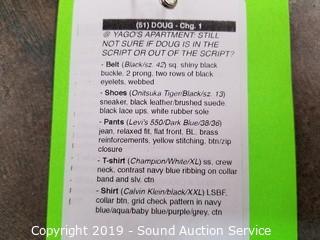 (51) DOUG - Chg. 1
@ YAGO'S APARTMENT: STILL
NOT SURE IF DOUG IS IN THE
SCRIPT OR OUT OF THE SCRIPT?
- Belt (Black/sz. 42) sq. shiny black
buckle, 2 prong, two rows of black
eyelets, webbed
- Shoes (Onitsuka Tiger/Black/sz. 13)
sneaker, black leather/brushed suede,
black lace ups, white rubber sole
- Pants (Levi's 550/Dark Blue/38/36)
jean, relaxed fit, flat front, BL, brass
reinforcements, yellow stitching, btn/zip
closure
- T-shirt (Champion/White/XL) ss, crew
neck, contrast navy blue ribbing on collar
band and slv. ctn
- Shirt (Calvin Klein/black/XXL) LSBF,
collar btn, grid check pattern in navy
blue/aqua/baby blue/purple/grey, ctn
Copyright 2019 - Sound Auction Service